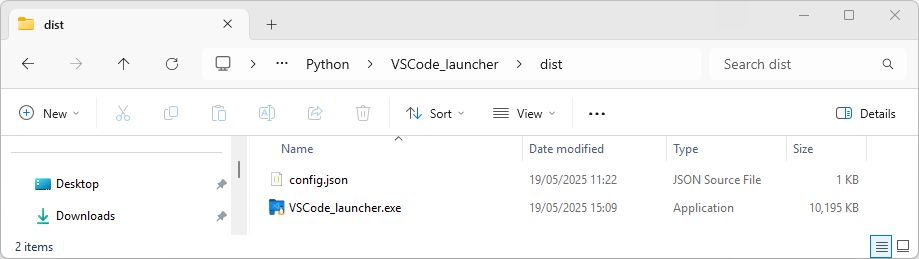 dist
Python VSCode_launcher dist Search dist
New Sort View Details
Name Date modified Type Size
Desktop
Downloads
config.json 19/05/2025 11:22 JSON Source File 1 KB
VSCode_launcher.exe 19/05/2025 15:09 Application 10,195 KB
2 items